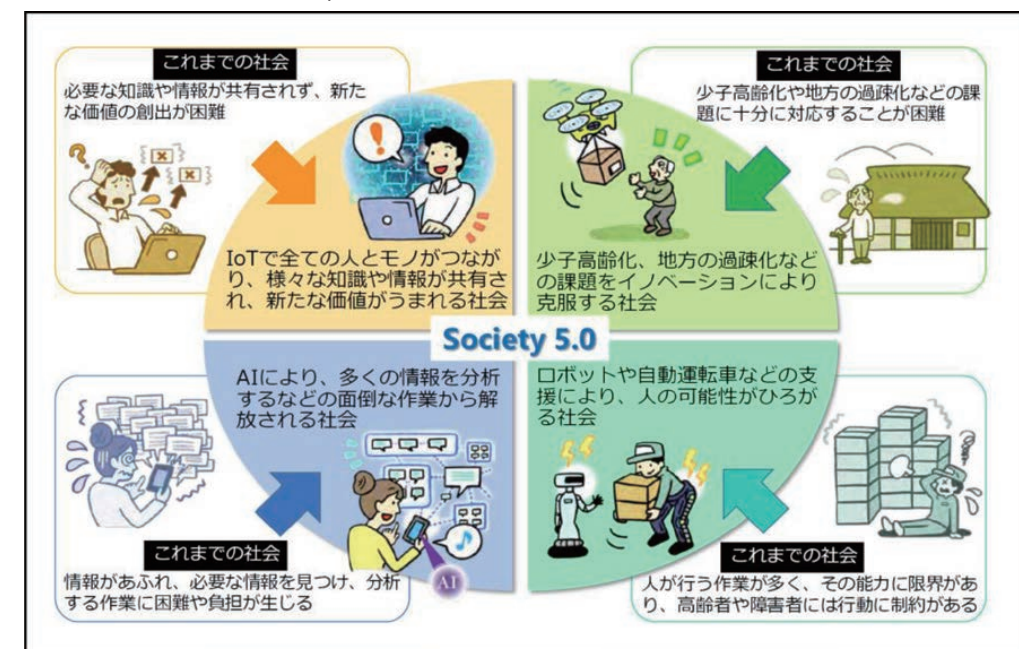 これまでの社会
必要な知識や情報が共有されず、新た
な価値の創出が困難
IoTで全ての人とモノがつなが
り、様々な知識や情報が共有さ
れ、新たな価値がうまれる社会
これまでの社会
少子高齢化や地方の過疎化などの課
題に十分に対応することが困難
少子高齢化、地方の過疎化など
の課題をイノベーションにより
克服する社会
Society 5.0
AIにより、多くの情報を分析
するなどの面倒な作業から解
放される社会
AI
これまでの社会
情報があふれ、必要な情報を見つけ、分析
する作業に困難や負担が生じる
ロボットや自動運転車などの支
援により、人の可能性がひろが
る社会
これまでの社会
人が行う作業が多く、その能力に限界があ
り、高齢者や障害者には行動に制約がある